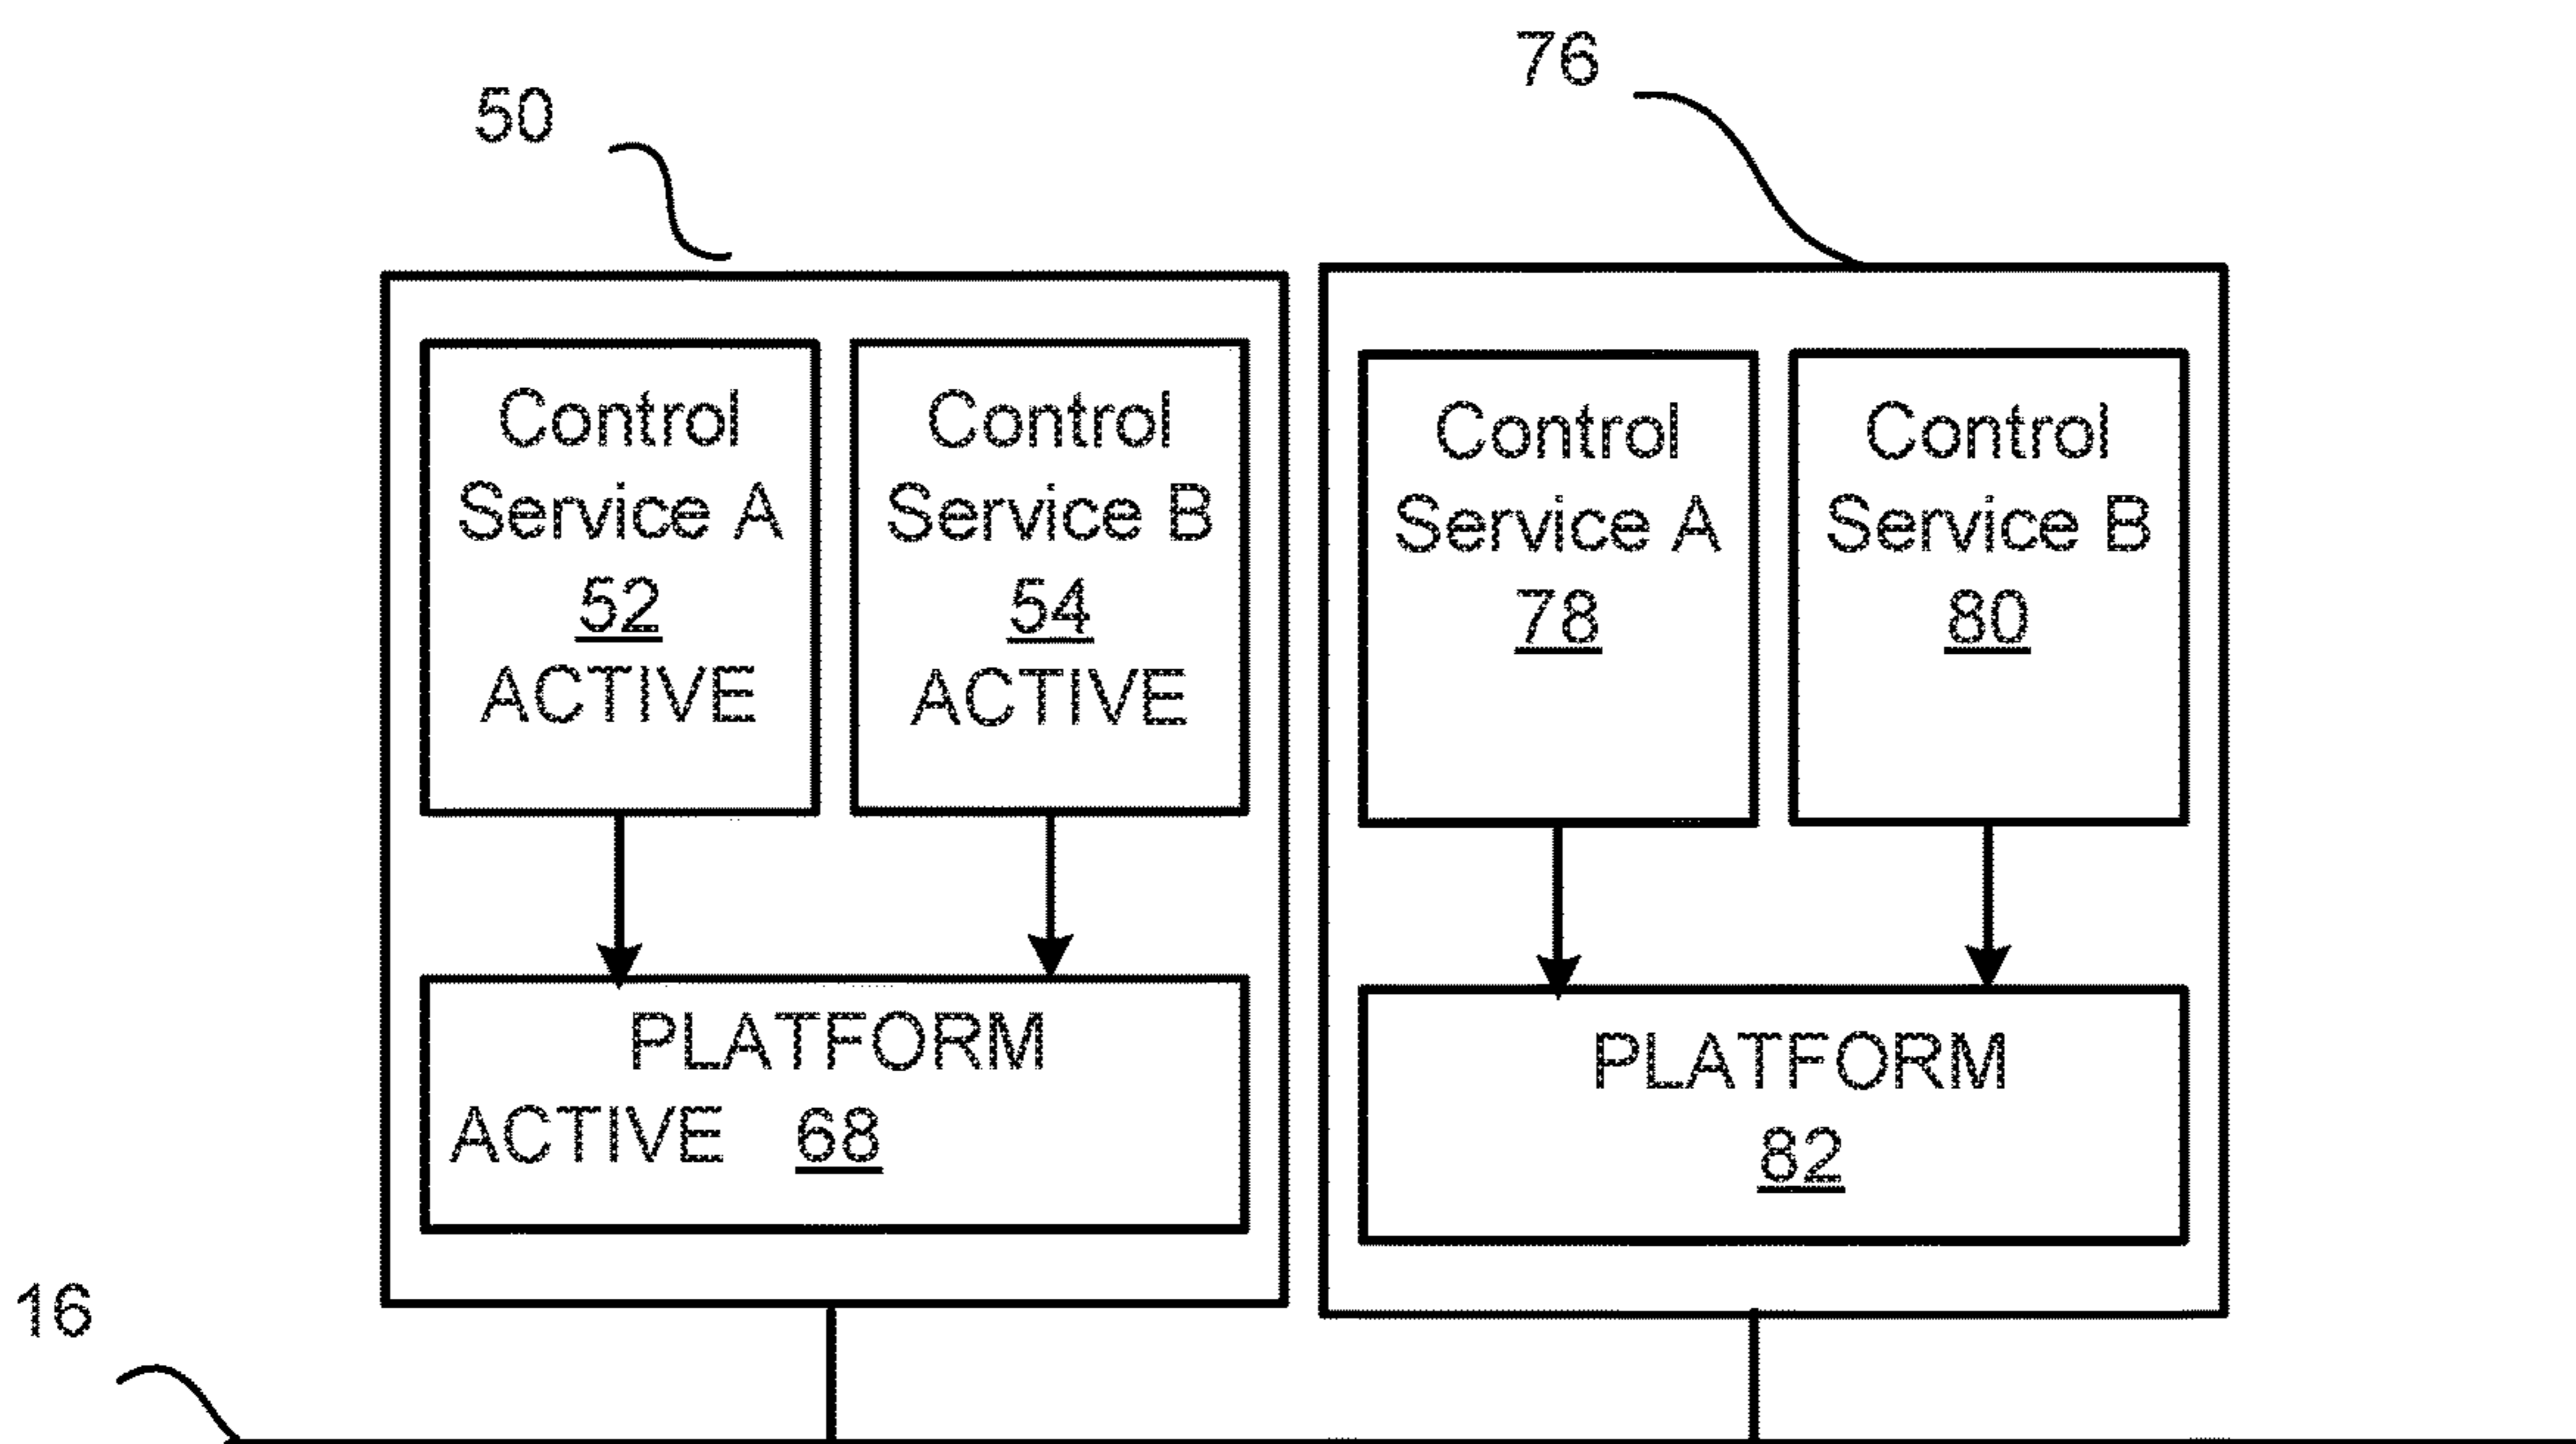 76
50
Control
Service A
52
ACTIVE
Control
Service B
54
ACTIVE
PLATFORM
ACTIVE 68
Control
Service A
78
Control
Service B
80
PLATFORM
82
16